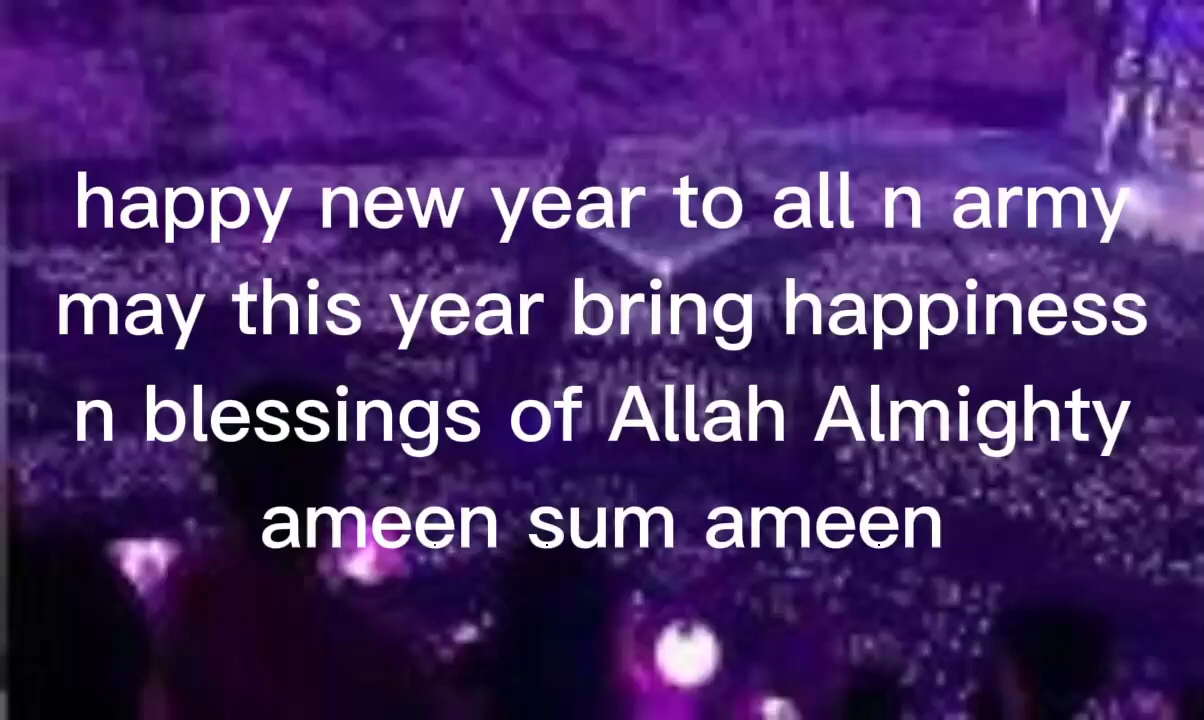 happy new year to all n army
may this year bring happiness
n blessings of Allah Almighty
ameen sum ameen